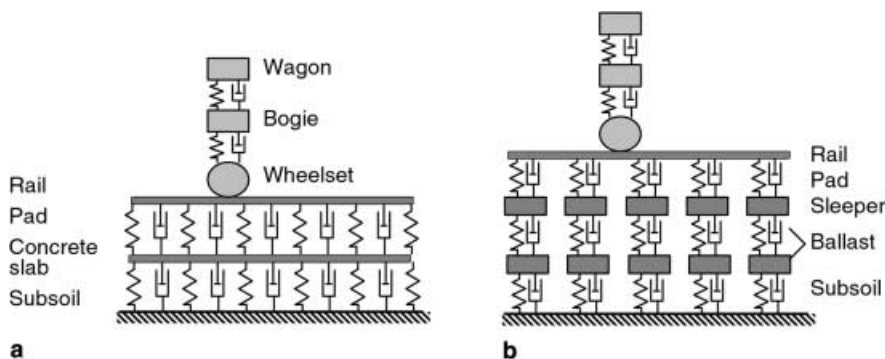 Wagon
Bogie
Wheelset
Rail
Pad
Concrete
slab
Subsoil
a
Rail
Pad
Sleeper
Ballast
Subsoil
b